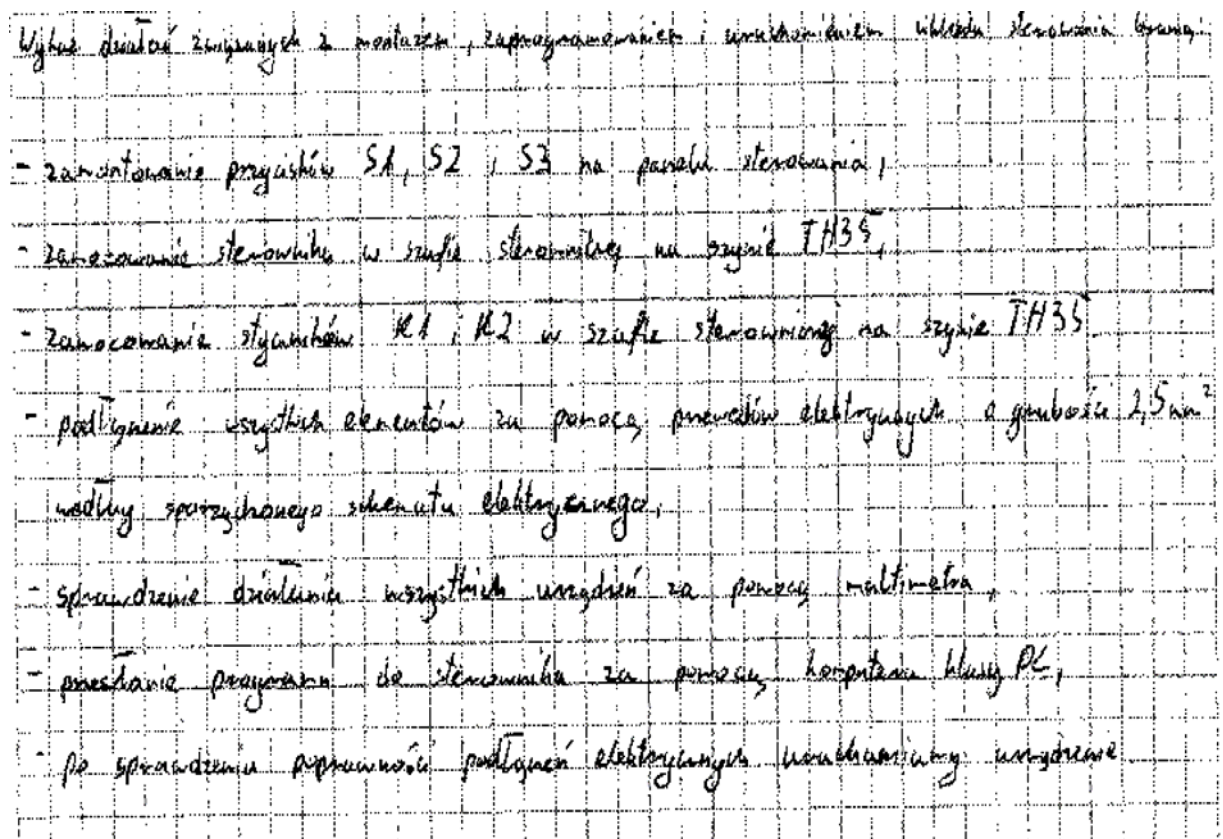 Wykaz działań związanych z montażem, zaprogramowaniem i uruchomieniem układu sterowania bramą:
- zamontowanie przycisków S1, S2 i S3 na panelu sterowania,
- zamocowanie sterownika w szafie sterowniczej na szynie TH35,
- zamocowanie styczników K1 i K2 w szafie sterowniczej na szynie TH35.
- podłączenie wszystkich elementów za pomocą przewodów elektrycznych o grubości 2,5 mm²
według sporządzonego schematu elektrycznego,
- sprawdzenie działania wszystkich urządzeń za pomocą multimetra,
- przesłanie programu do sterownika za pomocą komputera klasy PC,
- po sprawdzeniu poprawności podłączeń elektrycznych uruchamiamy urządzenie